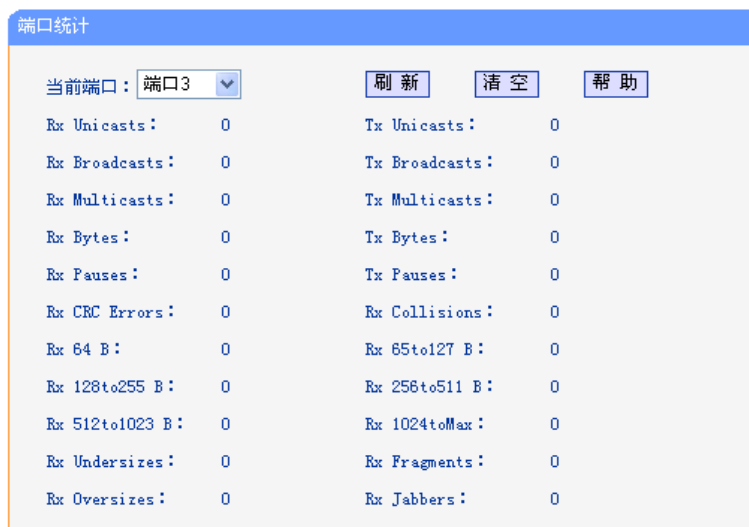 端口统计
当前端口：端口3 刷 新 清 空 帮 助
Rx Unicasts： 0 Tx Unicasts： 0
Rx Broadcasts： 0 Tx Broadcasts： 0
Rx Multicasts： 0 Tx Multicasts： 0
Rx Bytes： 0 Tx Bytes： 0
Rx Pauses： 0 Tx Pauses： 0
Rx CRC Errors： 0 Rx Collisions： 0
Rx 64 B： 0 Rx 65to127 B： 0
Rx 128to255 B： 0 Rx 256to511 B： 0
Rx 512to1023 B： 0 Rx 1024toMax： 0
Rx Undersizes： 0 Rx Fragments： 0
Rx Oversizes： 0 Rx Jabbers： 0